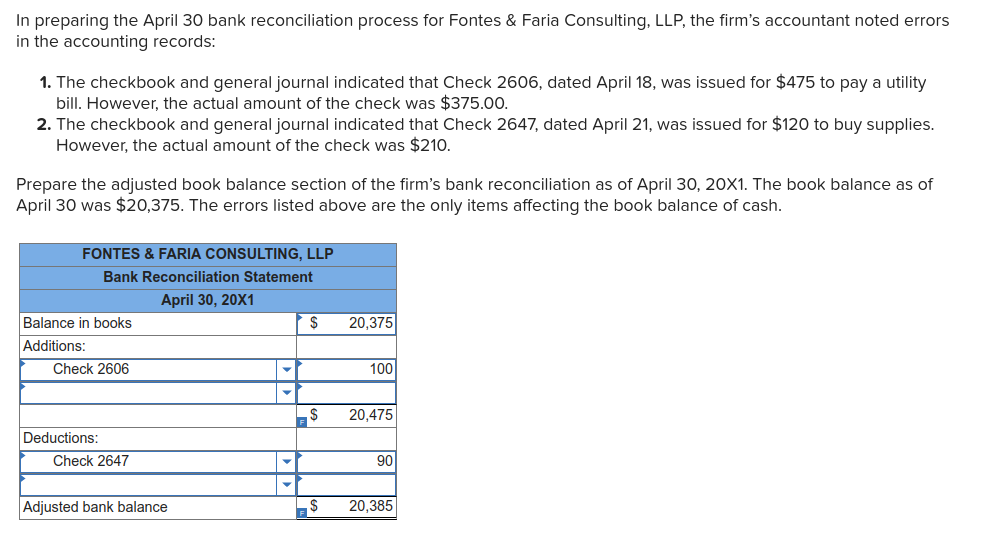 In preparing the April 30 bank reconciliation process for Fontes & Faria Consulting, LLP, the firm's accountant noted errors
in the accounting records:
1. The checkbook and general journal indicated that Check 2606, dated April 18, was issued for $475 to pay a utility
bill. However, the actual amount of the check was $375.00.
2. The checkbook and general journal indicated that Check 2647, dated April 21, was issued for $120 to buy supplies.
However, the actual amount of the check was $210.
Prepare the adjusted book balance section of the firm's bank reconciliation as of April 30, 20X1. The book balance as of
April 30 was $20,375. The errors listed above are the only items affecting the book balance of cash.
FONTES & FARIA CONSULTING, LLP
Bank Reconciliation Statement
April 30, 20X1
Balance in books $ 20,375
Additions:
Check 2606 100
F $ 20,475
Deductions:
Check 2647 90
Adjusted bank balance F $ 20,385